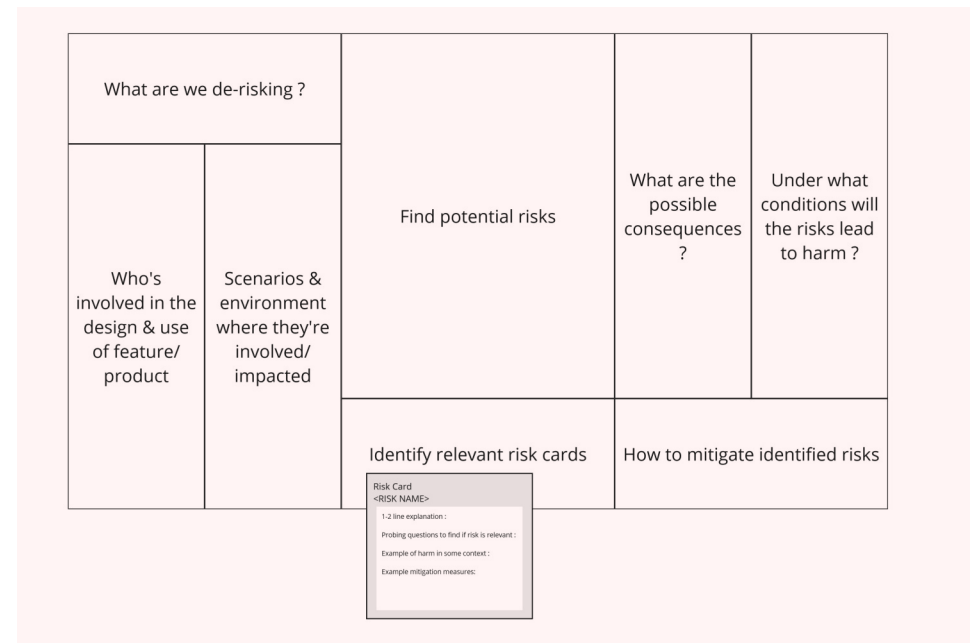 What are we de-risking ?
Who's
involved in the
design & use
of feature/
product
Scenarios &
environment
where they're
involved/
impacted
Find potential risks
Identify relevant risk cards
Risk Card
<RISK NAME>
1-2 line explanation :
Probing questions to find if risk is relevant :
Example of harm in some context :
Example mitigation measures:
What are the
possible
consequences
?
Under what
conditions will
the risks lead
to harm ?
How to mitigate identified risks